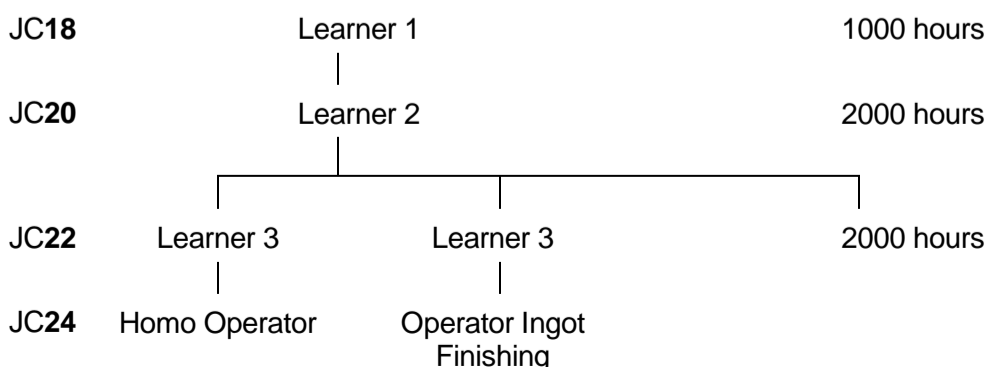 JC18 Learner 1 1000 hours
JC20 Learner 2 2000 hours
JC22 Learner 3 Learner 3 2000 hours
JC24 Homo Operator Operator Ingot
Finishing